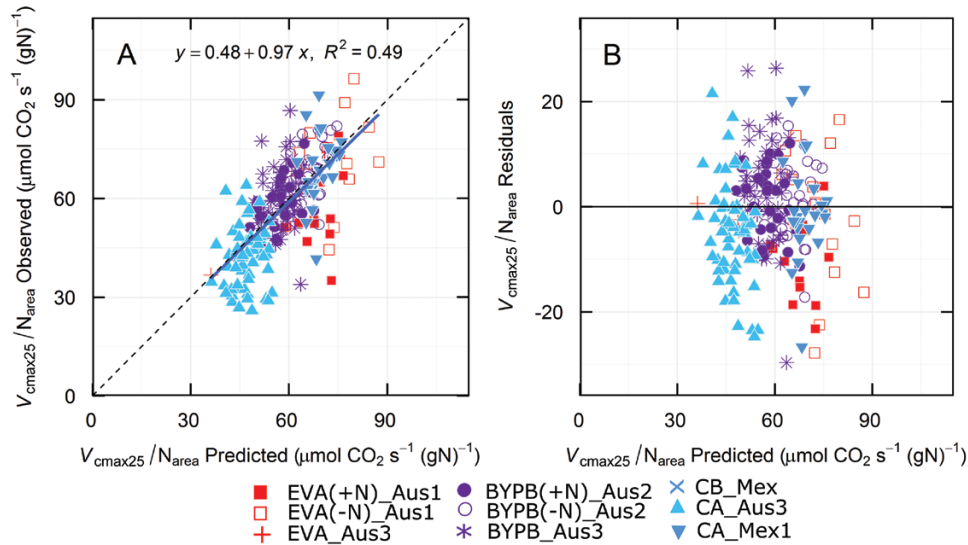 A
y = 0.48 + 0.97 x, R² = 0.49
Vcmax25 /Narea Observed (μmol CO₂ s⁻¹ (gN)⁻¹)
90
60
30
0
0 30 60 90
Vcmax25 /Narea Predicted (μmol CO₂ s⁻¹ (gN)⁻¹)
B
Vcmax25/Narea Residuals
20
0
-20
0 30 60 90
Vcmax25 /Narea Predicted (μmol CO₂ s⁻¹ (gN)⁻¹)
EVA(+N)_Aus1
EVA(-N)_Aus1
EVA_Aus3
BYPB(+N)_Aus2
BYPB(-N)_Aus2
BYPB_Aus3
CB_Mex
CA_Aus3
CA_Mex1